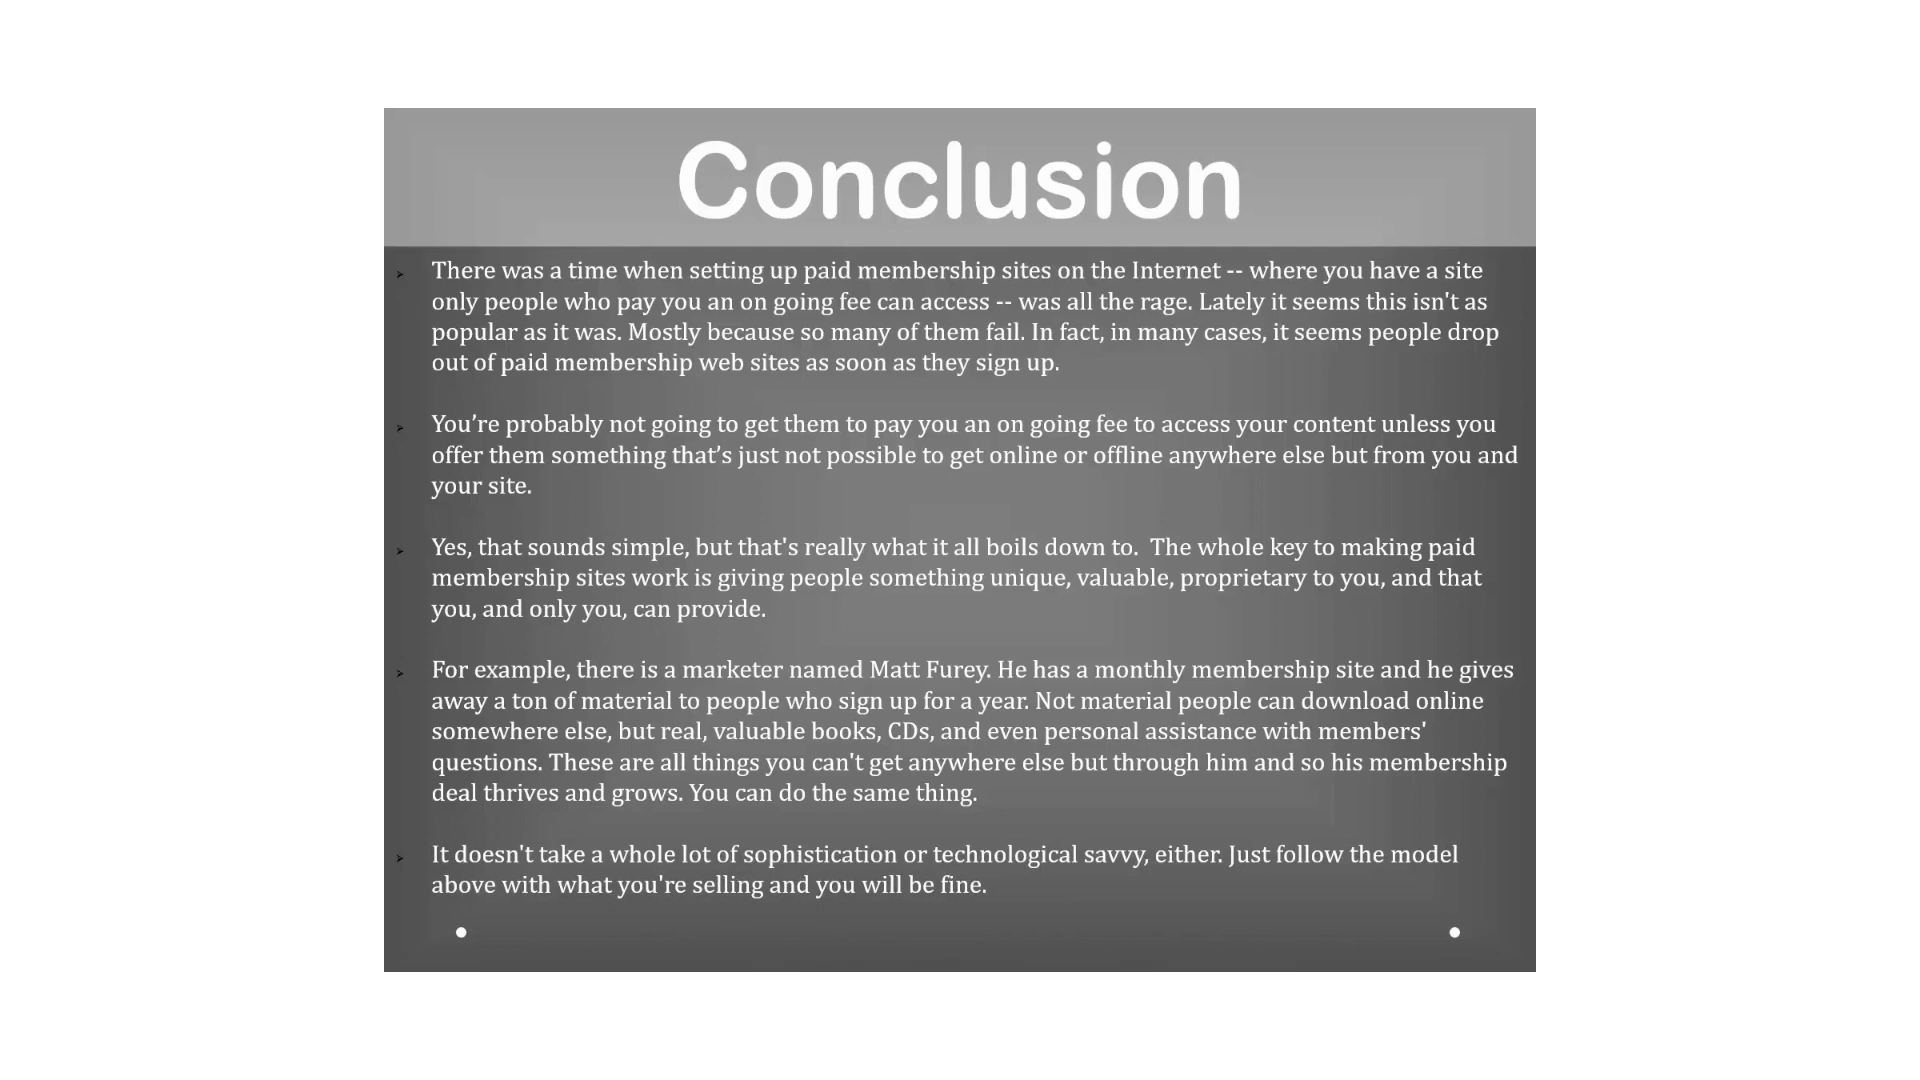 Conclusion
There was a time when setting up paid membership sites on the Internet -- where you have a site
only people who pay you an on going fee can access -- was all the rage. Lately it seems this isn't as
popular as it was. Mostly because so many of them fail. In fact, in many cases, it seems people drop
out of paid membership web sites as soon as they sign up.
You’re probably not going to get them to pay you an on going fee to access your content unless you
offer them something that’s just not possible to get online or offline anywhere else but from you and
your site.
Yes, that sounds simple, but that's really what it all boils down to.  The whole key to making paid
membership sites work is giving people something unique, valuable, proprietary to you, and that
you, and only you, can provide.
For example, there is a marketer named Matt Furey. He has a monthly membership site and he gives
away a ton of material to people who sign up for a year. Not material people can download online
somewhere else, but real, valuable books, CDs, and even personal assistance with members'
questions. These are all things you can't get anywhere else but through him and so his membership
deal thrives and grows. You can do the same thing.
It doesn't take a whole lot of sophistication or technological savvy, either. Just follow the model
above with what you're selling and you will be fine.